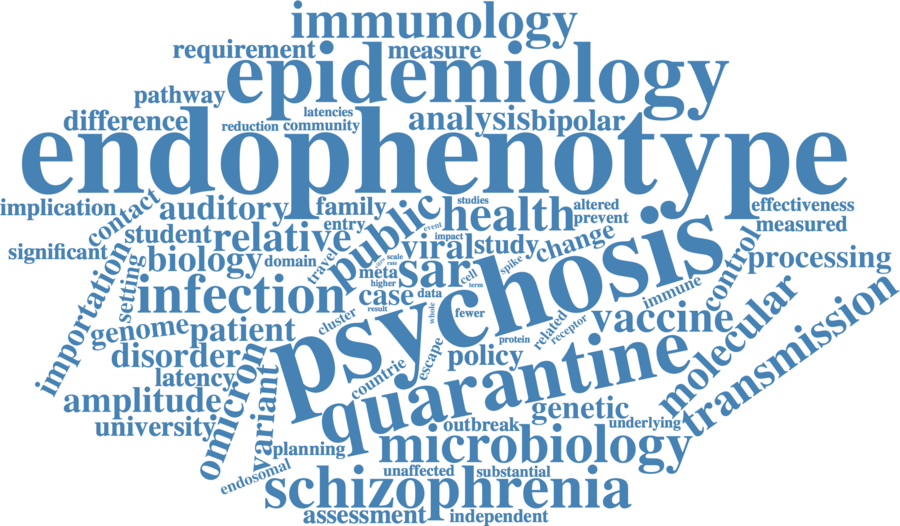 immunology
requirement measure
epidemiology
pathway
latencies
difference reduction community analysis bipolar
endophenotype
implication contact auditory family studies altered effectiveness
public event health prevent measured
student relative entry impact
significant viral study change control
biology domain travel scale processing
importation setting meta rate sar cell spike
higher term psychosis immune
infection case data molecular
result whole fewer
genome patient cluster related receptor vaccine
transmission
disorder protein
omicron escape policy
latency countrie quarantine
amplitude variant genetic
university outbreak underlying
planning microbiology
endosomal unaffected substantial
schizophrenia
assessment independent